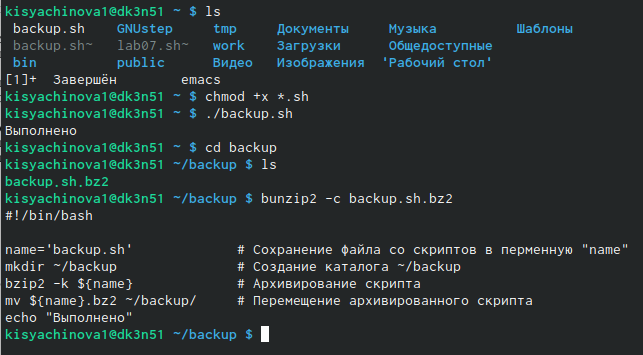 kisyachinova1@dk3n51 ~ $ ls
backup.sh GNUstep tmp Документы Музыка Шаблоны
backup.sh~ lab07.sh~ work Загрузки Общедоступные
bin public Видео Изображения 'Рабочий стол'
[1]+ Завершён emacs
kisyachinova1@dk3n51 ~ $ chmod +x *.sh
kisyachinova1@dk3n51 ~ $ ./backup.sh
Выполнено
kisyachinova1@dk3n51 ~ $ cd backup
kisyachinova1@dk3n51 ~/backup $ ls
backup.sh.bz2
kisyachinova1@dk3n51 ~/backup $ bunzip2 -c backup.sh.bz2
#!/bin/bash
name='backup.sh' # Сохранение файла со скриптов в перменную "name"
mkdir ~/backup # Создание каталога ~/backup
bzip2 -k ${name} # Архивирование скрипта
mv ${name}.bz2 ~/backup/ # Перемещение архивированного скрипта
echo "Выполнено"
kisyachinova1@dk3n51 ~/backup $